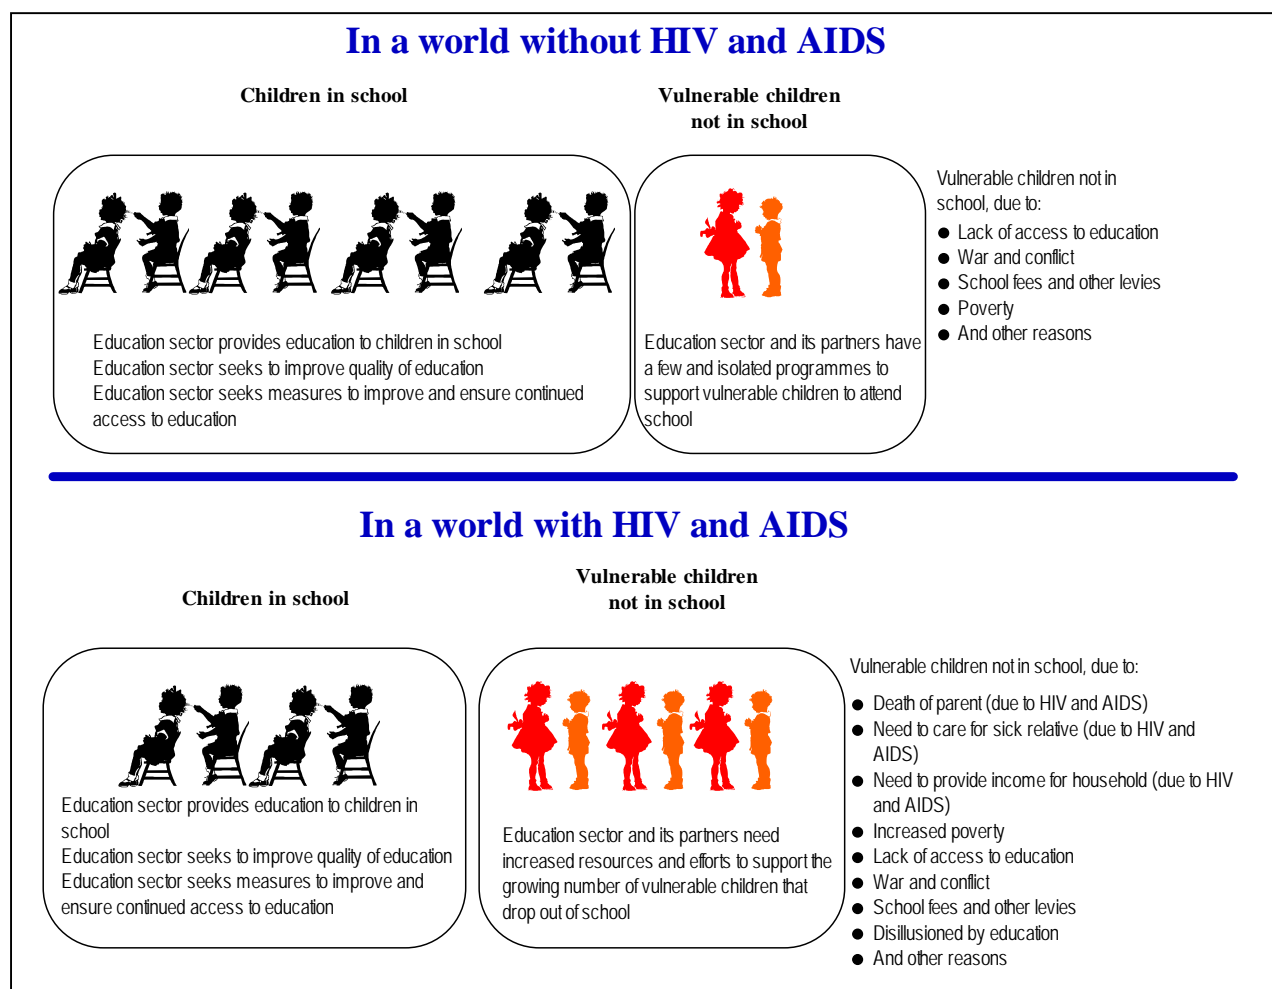 In a world without HIV and AIDS
Children in school
Vulnerable children
not in school
Education sector provides education to children in school
Education sector seeks to improve quality of education
Education sector seeks measures to improve and ensure continued
access to education
Education sector and its partners have
a few and isolated programmes to
support vulnerable children to attend
school
Vulnerable children not in
school, due to:
● Lack of access to education
● War and conflict
● School fees and other levies
● Poverty
● And other reasons
In a world with HIV and AIDS
Children in school
Vulnerable children
not in school
Education sector provides education to children in
school
Education sector seeks to improve quality of education
Education sector seeks measures to improve and
ensure continued access to education
Education sector and its partners need
increased resources and efforts to support the
growing number of vulnerable children that
drop out of school
Vulnerable children not in school, due to:
● Death of parent (due to HIV and AIDS)
● Need to care for sick relative (due to HIV and
AIDS)
● Need to provide income for household (due to HIV
and AIDS)
● Increased poverty
● Lack of access to education
● War and conflict
● School fees and other levies
● Disillusioned by education
● And other reasons